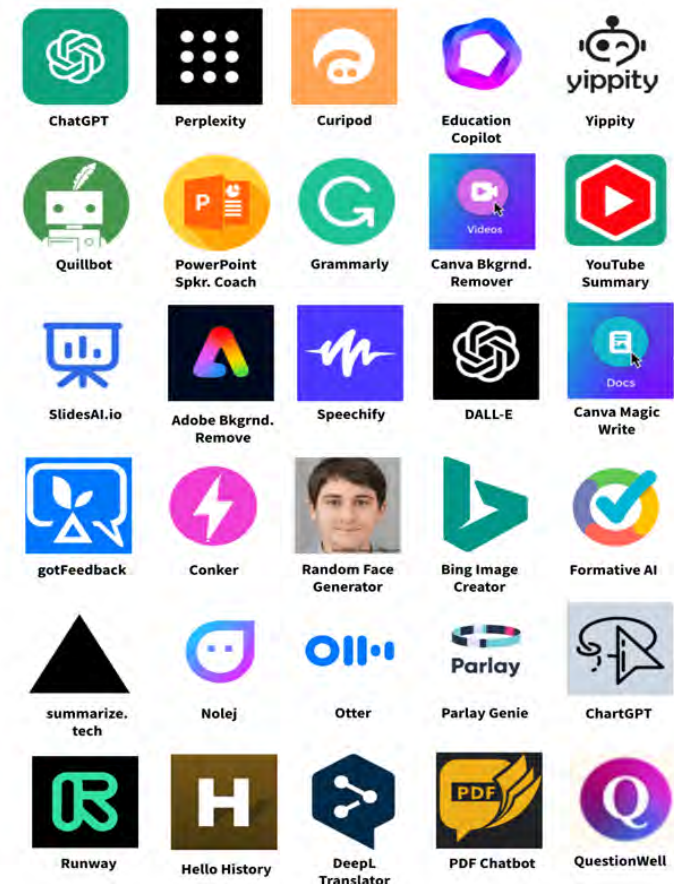 yippity
ChatGPT
Perplexity
Curipod
Education
Copilot
Yippity
P
G
Videos
Quillbot
PowerPoint
Spkr. Coach
Grammarly
Canva Bkgrnd.
Remover
YouTube
Summary
Docs
SlidesAI.io
Adobe Bkgrnd.
Remove
Speechify
DALL-E
Canva Magic
Write
gotFeedback
Conker
Random Face
Generator
Bing Image
Creator
Formative AI
Parlay
summarize.
tech
Nolej
Otter
Parlay Genie
ChartGPT
R
H
PDF
Q
Runway
Hello History
DeepL
Translator
PDF Chatbot
QuestionWell